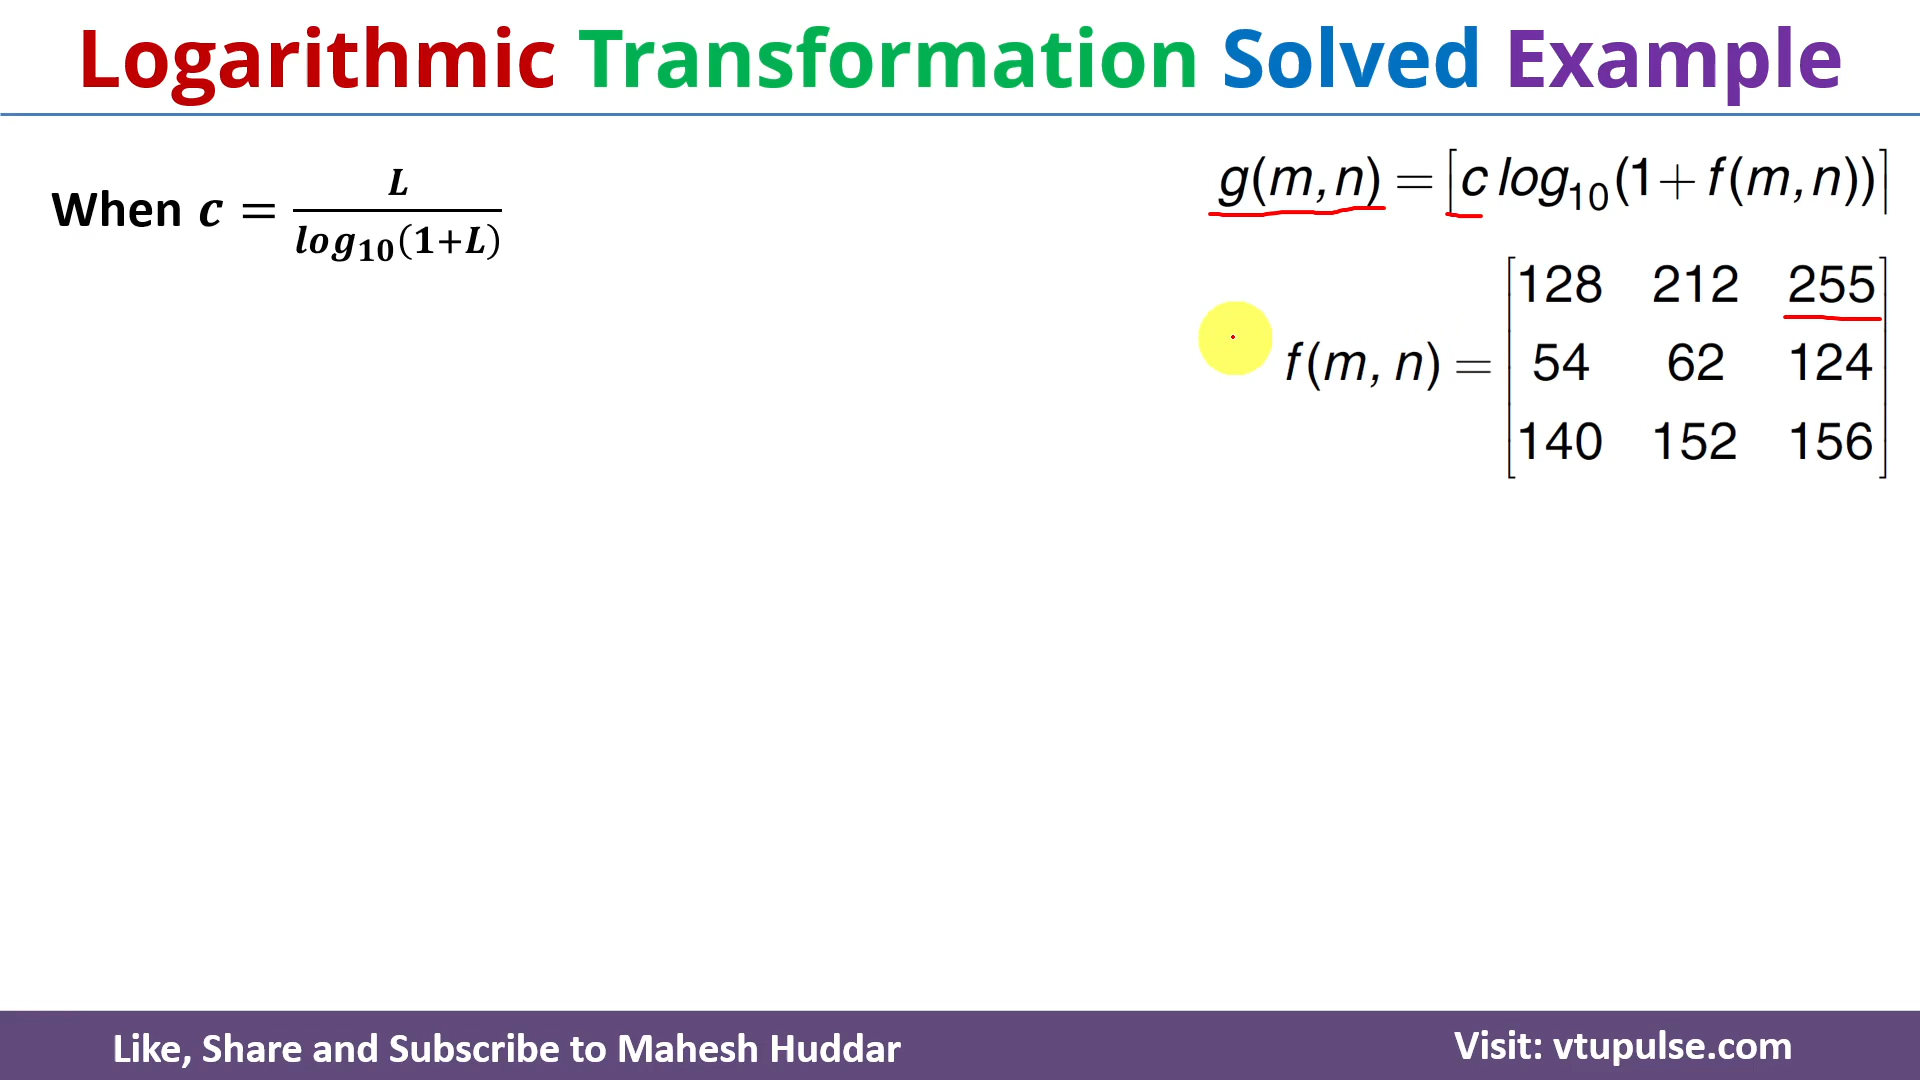 Logarithmic Transformation Solved Example
When c = L / log₁₀(1+L)
g(m,n) = [c log₁₀(1+ f(m,n))]
f(m, n) =
128 212 255
54 62 124
140 152 156
Like, Share and Subscribe to Mahesh Huddar
Visit: vtupulse.com